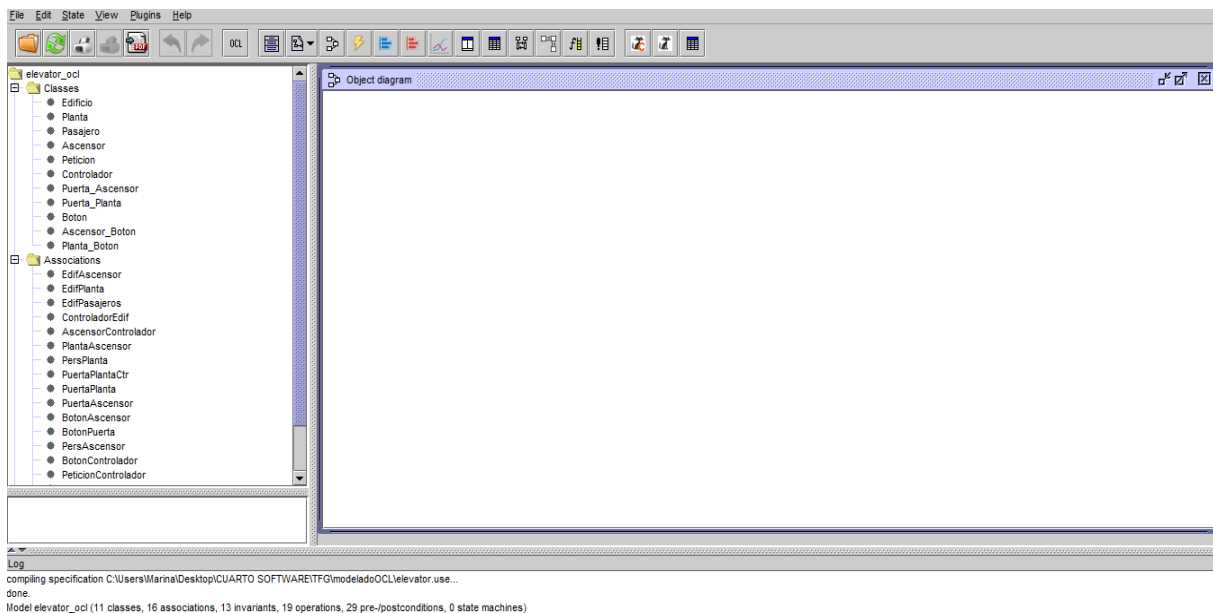 File Edit State View Plugins Help
PDF OCL
elevator_ocl
Classes
Edificio
Planta
Pasajero
Ascensor
Peticion
Controlador
Puerta_Ascensor
Puerta_Planta
Boton
Ascensor_Boton
Planta_Boton
Associations
EdifAscensor
EdifPlanta
EdifPasajeros
ControladorEdif
AscensorControlador
PlantaAscensor
PersPlanta
PuertaPlantaCtr
PuertaPlanta
PuertaAscensor
BotonAscensor
BotonPuerta
PersAscensor
BotonControlador
PeticionControlador
Object diagram
Log
compiling specification C:\Users\Marina\Desktop\CUARTO SOFTWARE\TFG\modeladoOCL\elevator.use...
done.
Model elevator_ocl (11 classes, 16 associations, 13 invariants, 19 operations, 29 pre-/postconditions, 0 state machines)